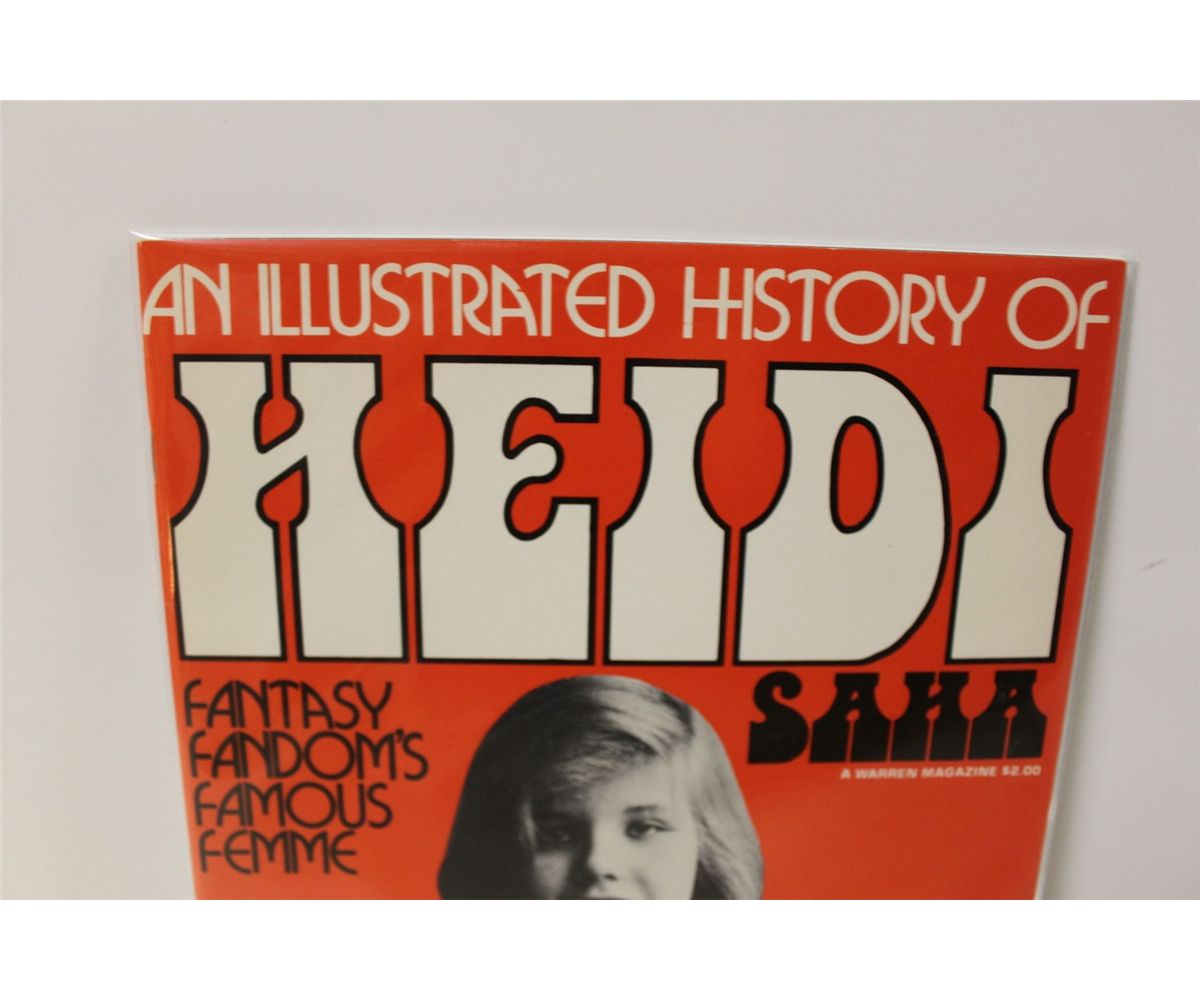 AN ILLUSTRATED HISTORY OF
HEIDI
SAHA
A WARREN MAGAZINE $2.00
FANTASY
FANDOM'S
FAMOUS
FEMME